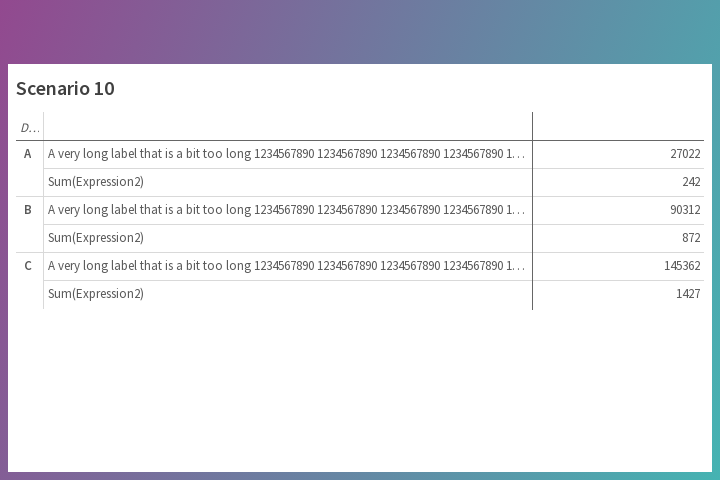 Scenario 10
D…
A A very long label that is a bit too long 1234567890 1234567890 1234567890 1234567890 1… 27022
Sum(Expression2) 242
B A very long label that is a bit too long 1234567890 1234567890 1234567890 1234567890 1… 90312
Sum(Expression2) 872
C A very long label that is a bit too long 1234567890 1234567890 1234567890 1234567890 1… 145362
Sum(Expression2) 1427